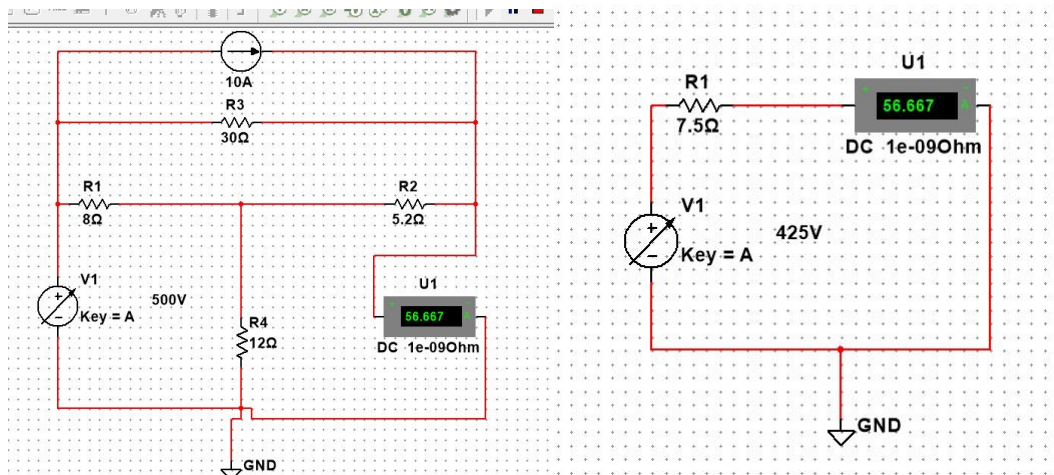 10A
R3
30Ω
R1
8Ω
R2
5.2Ω
V1
+
−
Key = A
500V
R4
12Ω
U1
56.667
DC 1e-09Ohm
GND
R1
7.5Ω
U1
+
-
56.667
A
DC 1e-09Ohm
V1
+
−
Key = A
425V
GND